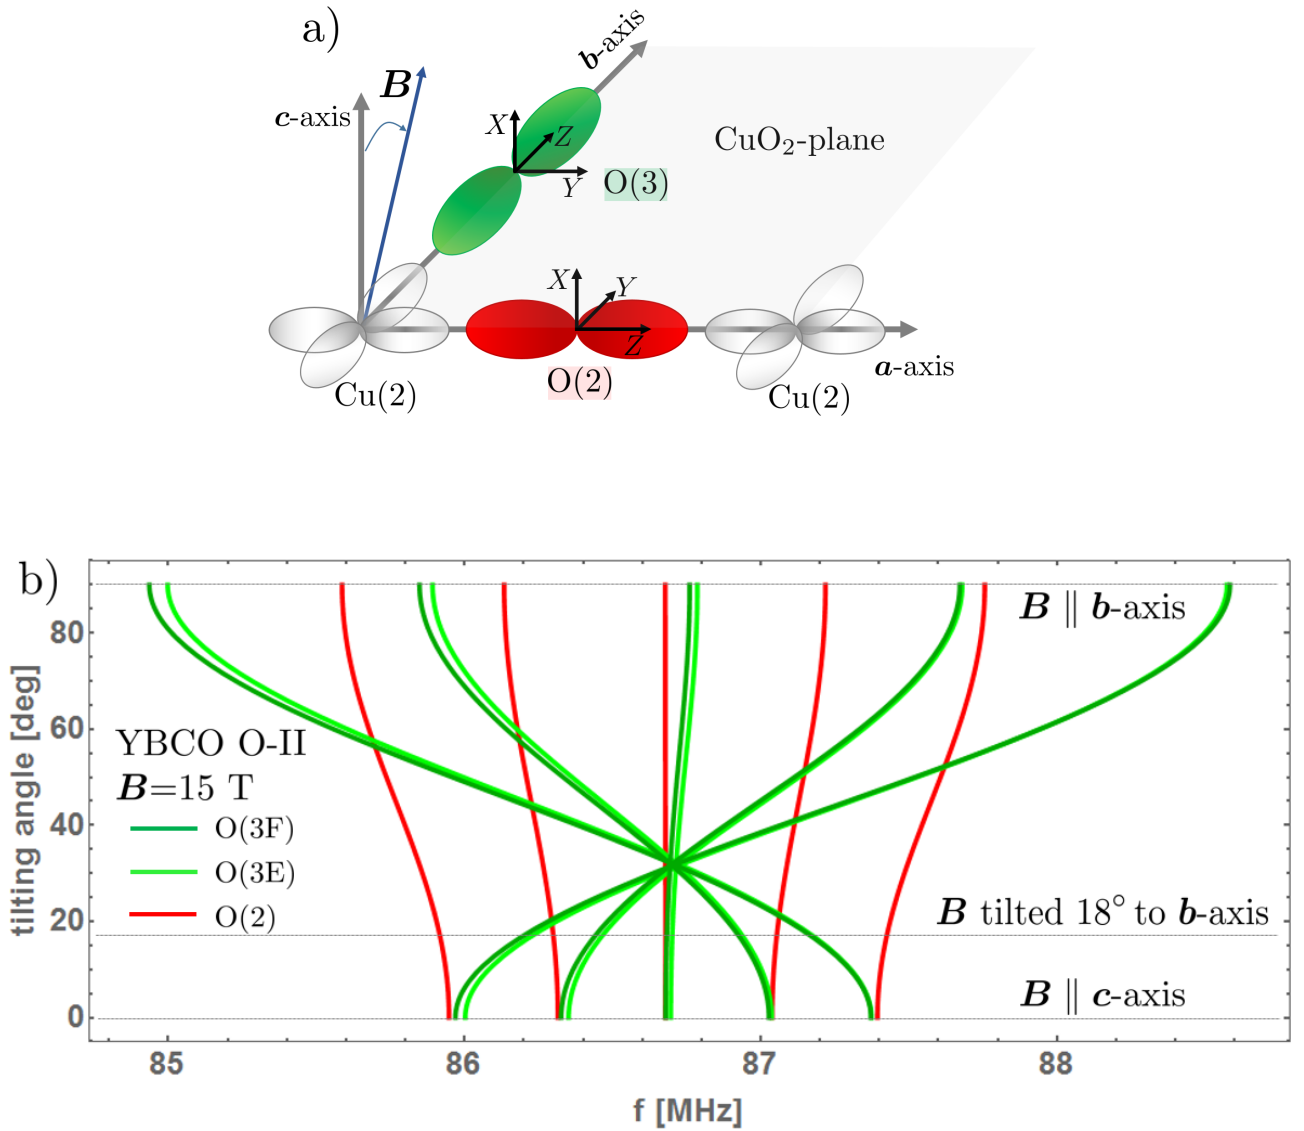 a)
b-axis
B
c-axis
X
Z
Y
O(3)
CuO₂-plane
X
Y
Z
O(2)
Cu(2)
Cu(2)
a-axis
b)
B ∥ b-axis
YBCO O-II
B=15 T
O(3F)
O(3E)
O(2)
B tilted 18° to b-axis
B ∥ c-axis
tilting angle [deg]
80
60
40
20
0
85 86 87 88
f [MHz]